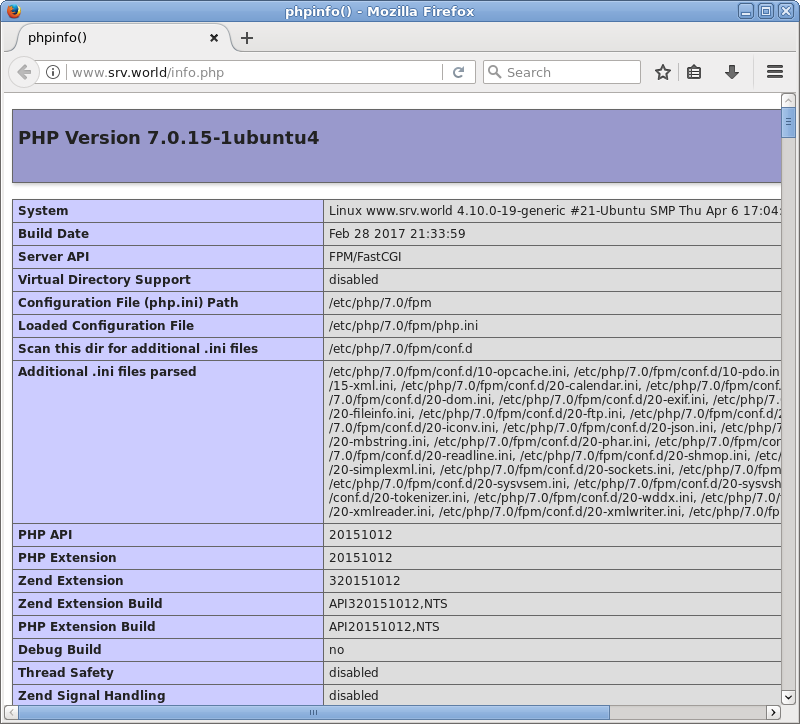 phpinfo() - Mozilla Firefox
phpinfo()
www.srv.world/info.php
Search
PHP Version 7.0.15-1ubuntu4
System Linux www.srv.world 4.10.0-19-generic #21-Ubuntu SMP Thu Apr 6 17:04:
Build Date Feb 28 2017 21:33:59
Server API FPM/FastCGI
Virtual Directory Support disabled
Configuration File (php.ini) Path /etc/php/7.0/fpm
Loaded Configuration File /etc/php/7.0/fpm/php.ini
Scan this dir for additional .ini files /etc/php/7.0/fpm/conf.d
Additional .ini files parsed /etc/php/7.0/fpm/conf.d/10-opcache.ini, /etc/php/7.0/fpm/conf.d/10-pdo.in
/15-xml.ini, /etc/php/7.0/fpm/conf.d/20-calendar.ini, /etc/php/7.0/fpm/conf.
/7.0/fpm/conf.d/20-dom.ini, /etc/php/7.0/fpm/conf.d/20-exif.ini, /etc/php/7.
/20-fileinfo.ini, /etc/php/7.0/fpm/conf.d/20-ftp.ini, /etc/php/7.0/fpm/conf.d/2
/7.0/fpm/conf.d/20-iconv.ini, /etc/php/7.0/fpm/conf.d/20-json.ini, /etc/php/7
/20-mbstring.ini, /etc/php/7.0/fpm/conf.d/20-phar.ini, /etc/php/7.0/fpm/cor
/7.0/fpm/conf.d/20-readline.ini, /etc/php/7.0/fpm/conf.d/20-shmop.ini, /etc/
/20-simplexml.ini, /etc/php/7.0/fpm/conf.d/20-sockets.ini, /etc/php/7.0/fpm
/etc/php/7.0/fpm/conf.d/20-sysvsem.ini, /etc/php/7.0/fpm/conf.d/20-sysvsh
/conf.d/20-tokenizer.ini, /etc/php/7.0/fpm/conf.d/20-wddx.ini, /etc/php/7.0/
/20-xmlreader.ini, /etc/php/7.0/fpm/conf.d/20-xmlwriter.ini, /etc/php/7.0/fp
PHP API 20151012
PHP Extension 20151012
Zend Extension 320151012
Zend Extension Build API320151012,NTS
PHP Extension Build API20151012,NTS
Debug Build no
Thread Safety disabled
Zend Signal Handling disabled